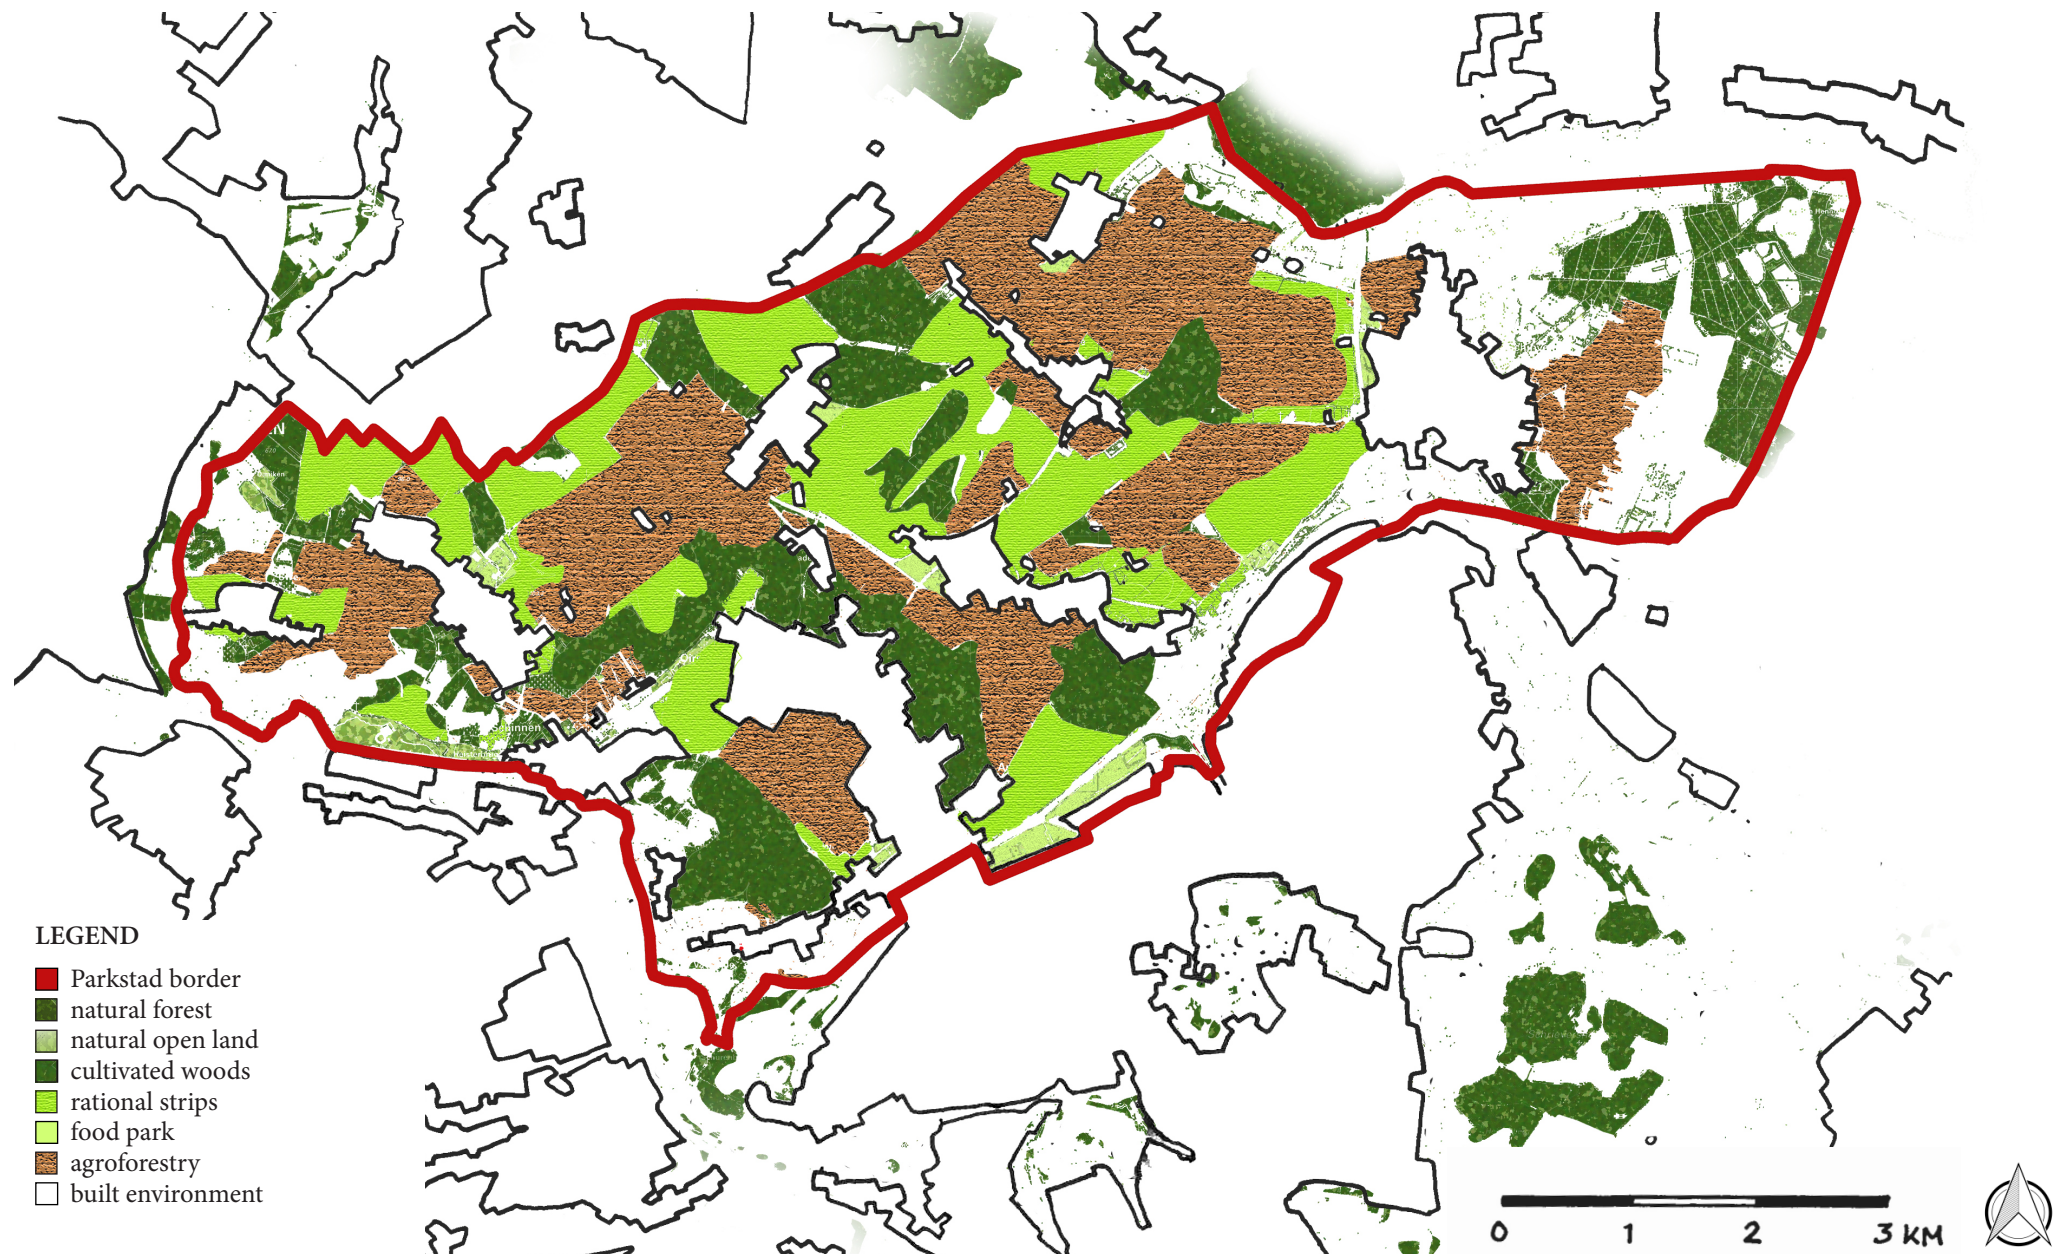 LEGEND
Parkstad border
natural forest
natural open land
cultivated woods
rational strips
food park
agroforestry
built environment
0 1 2 3 KM